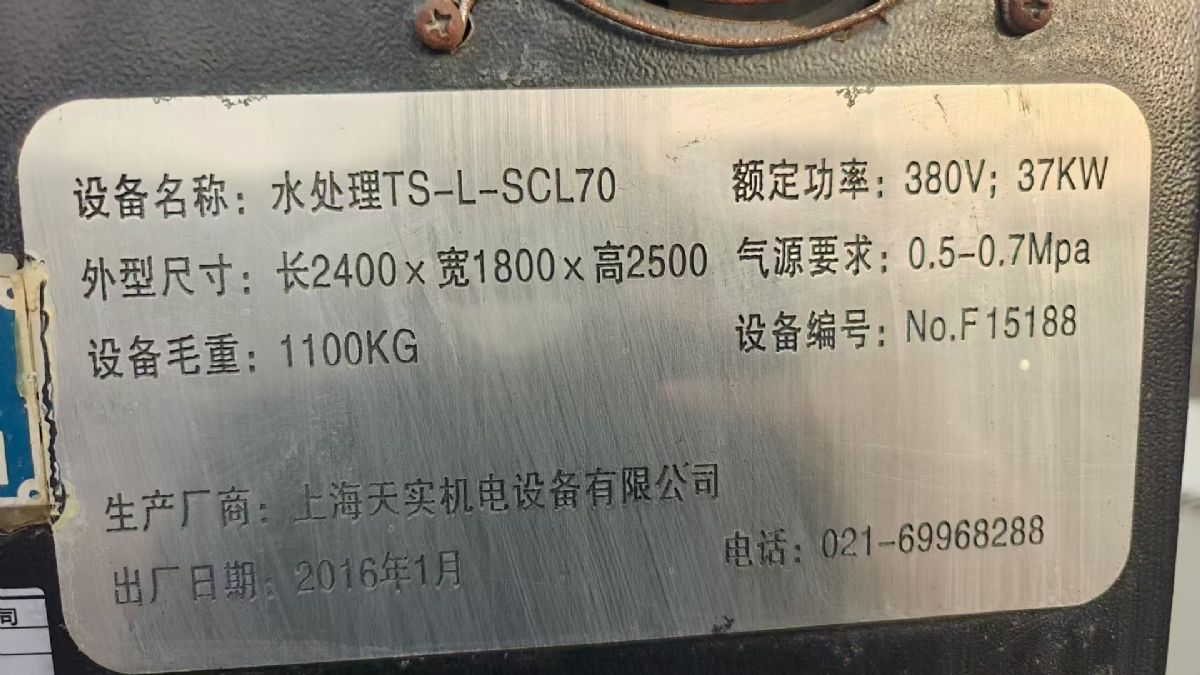 设备名称：水处理TS-L-SCL70 额定功率：380V；37KW
外型尺寸：长2400×宽1800×高2500 气源要求：0.5-0.7Mpa
设备毛重：1100KG 设备编号：No.F15188
生产厂商：上海天实机电设备有限公司
电话：021-69968288
出厂日期：2016年1月
司